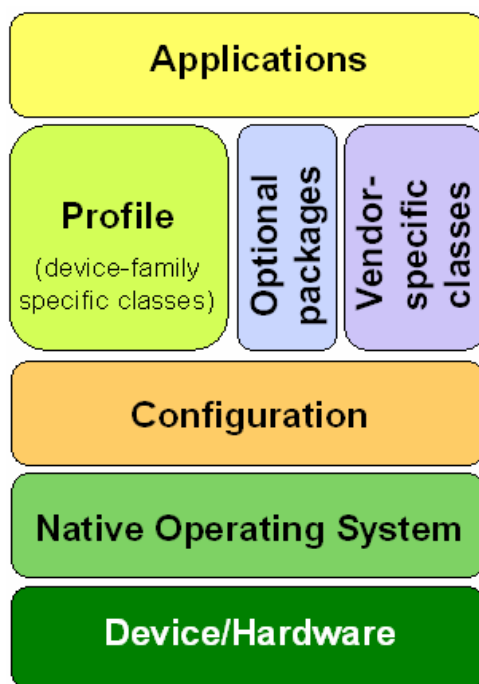 Applications
Profile
(device-family
specific classes)
Optional
packages
Vendor-
specific
classes
Configuration
Native Operating System
Device/Hardware